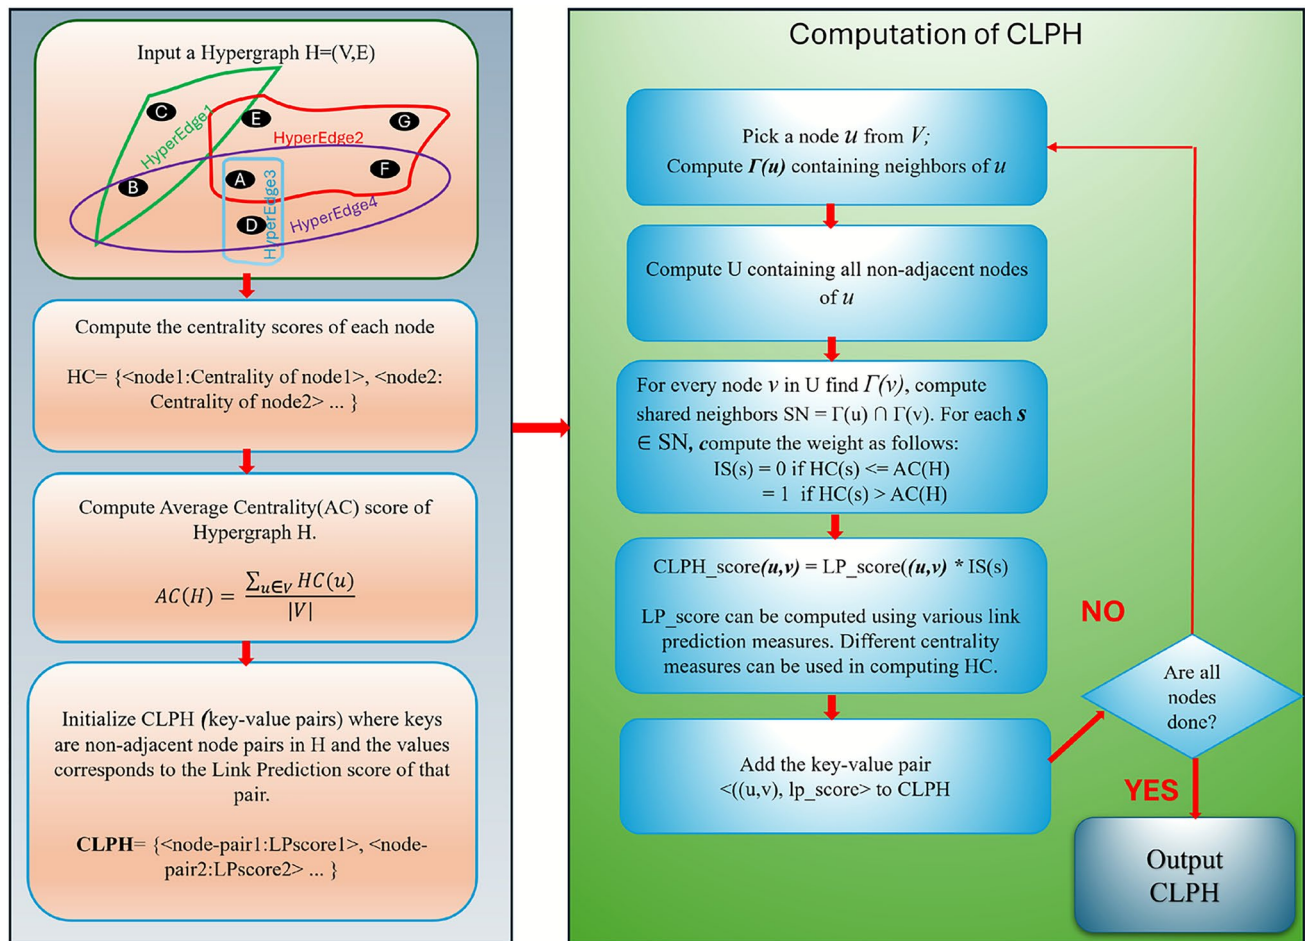 Input a Hypergraph H=(V,E)
C
E
G
HyperEdge1
HyperEdge2
B
A
F
HyperEdge3
D
HyperEdge4
Compute the centrality scores of each node
HC= {<node1:Centrality of node1>, <node2:
Centrality of node2> ... }
Compute Average Centrality(AC) score of
Hypergraph H.
AC(H) = ∑u∈V HC(u) / |V|
Initialize CLPH (key-value pairs) where keys
are non-adjacent node pairs in H and the values
corresponds to the Link Prediction score of that
pair.
CLPH= {<node-pair1:LPscore1>, <node-
pair2:LPscore2> ... }
Computation of CLPH
Pick a node u from V;
Compute Γ(u) containing neighbors of u
Compute U containing all non-adjacent nodes
of u
For every node v in U find Γ(v), compute
shared neighbors SN = Γ(u) ∩ Γ(v). For each s
∈ SN, compute the weight as follows:
IS(s) = 0 if HC(s) <= AC(H)
= 1 if HC(s) > AC(H)
CLPH_score(u,v) = LP_score((u,v) * IS(s)
LP_score can be computed using various link
prediction measures. Different centrality
measures can be used in computing HC.
Add the key-value pair
<((u,v), lp_score> to CLPH
NO
Are all
nodes
done?
YES
Output
CLPH